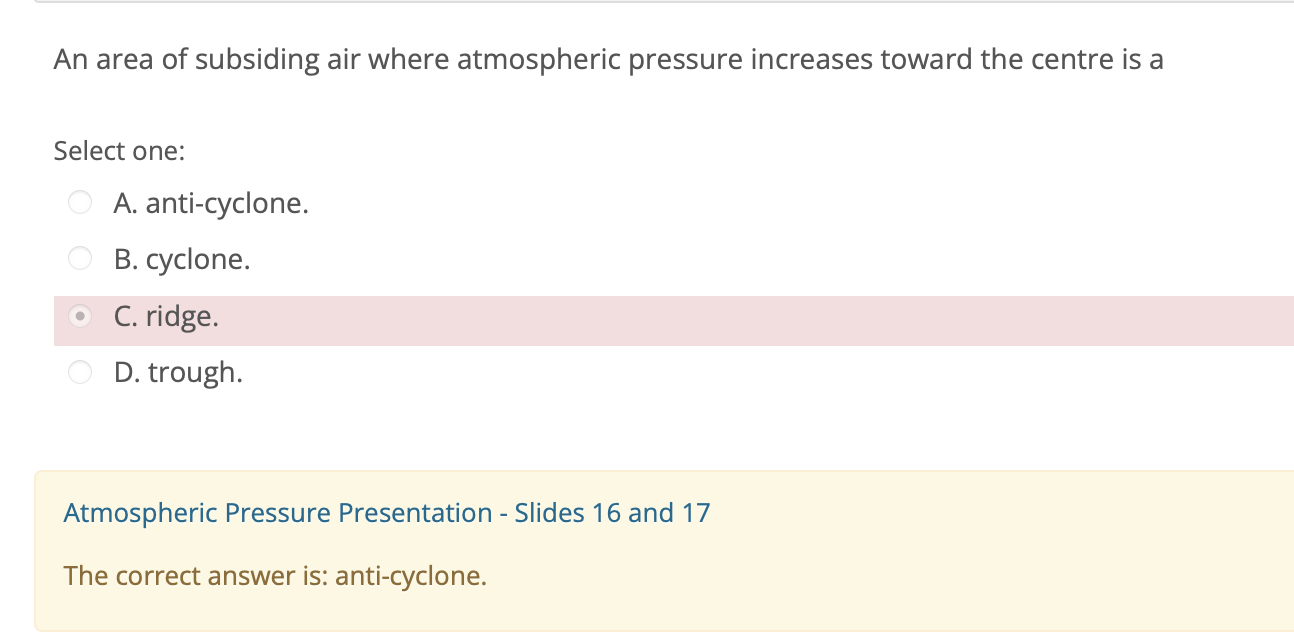 An area of subsiding air where atmospheric pressure increases toward the centre is a
Select one:
A. anti-cyclone.
B. cyclone.
C. ridge.
D. trough.
Atmospheric Pressure Presentation - Slides 16 and 17
The correct answer is: anti-cyclone.